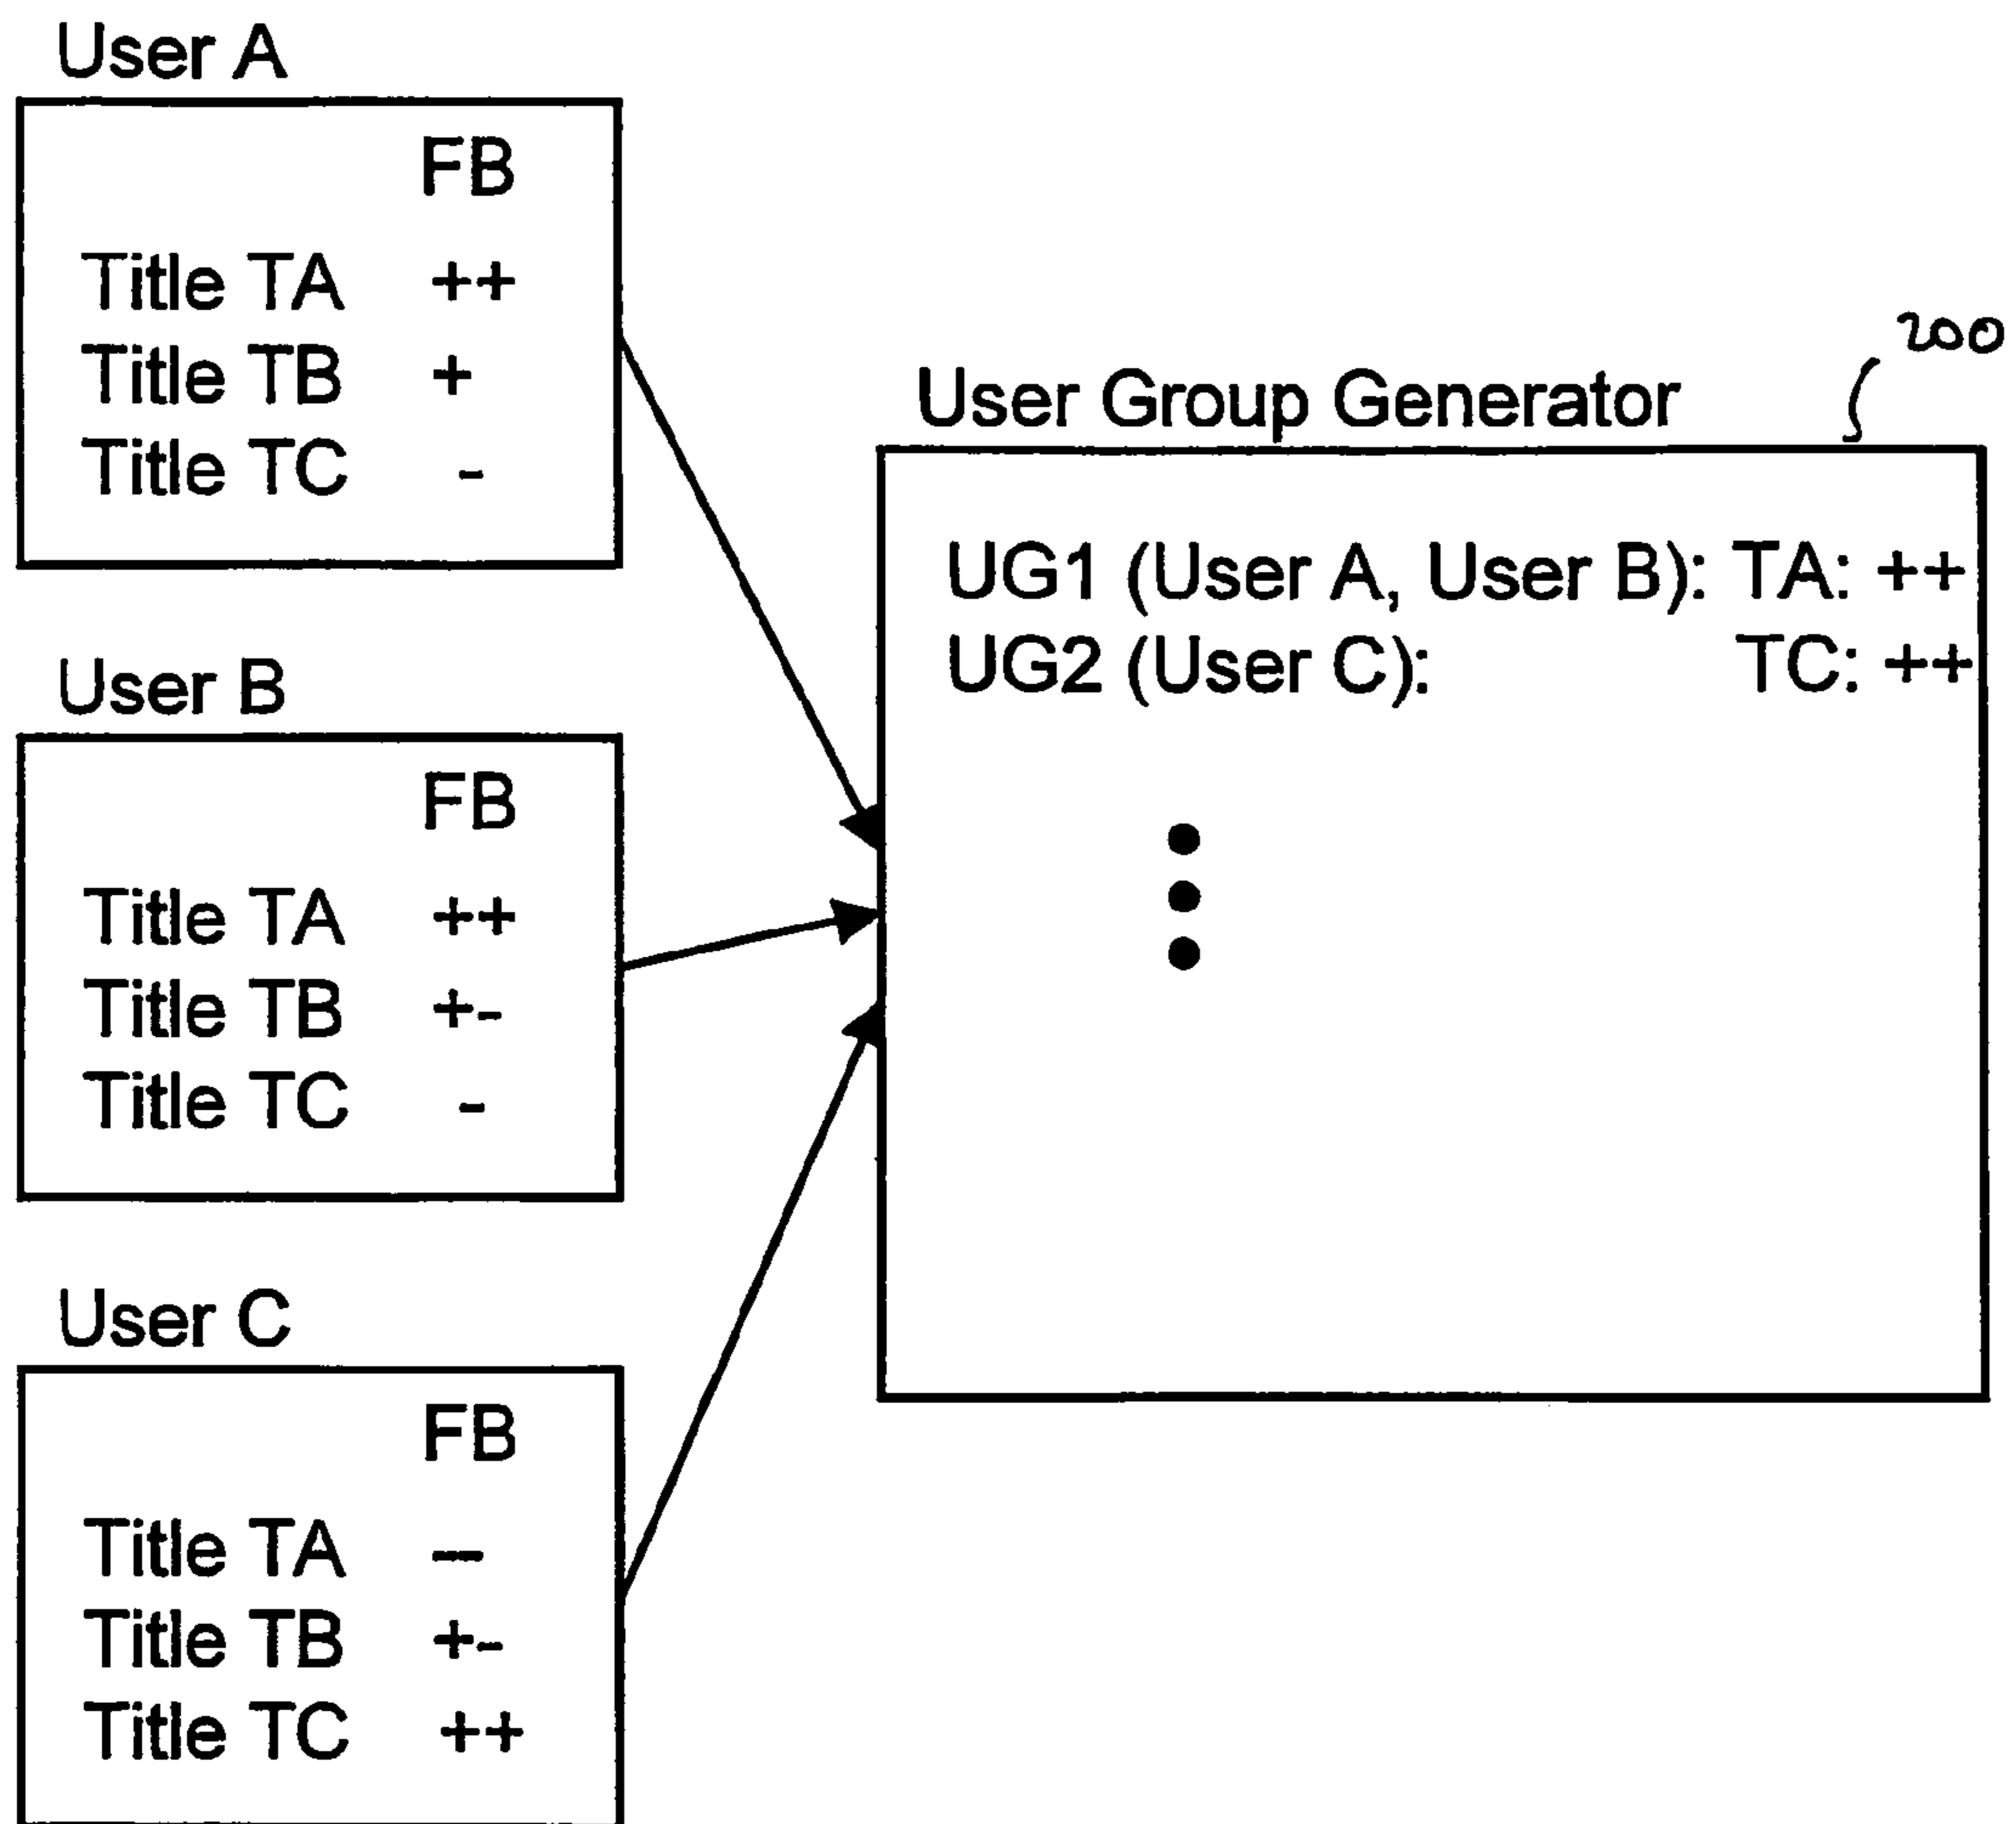 User A
FB
Title TA ++
Title TB +
Title TC -
User B
FB
Title TA ++
Title TB +-
Title TC -
User C
FB
Title TA --
Title TB +-
Title TC ++
200
User Group Generator
UG1 (User A, User B): TA: ++
UG2 (User C): TC: ++